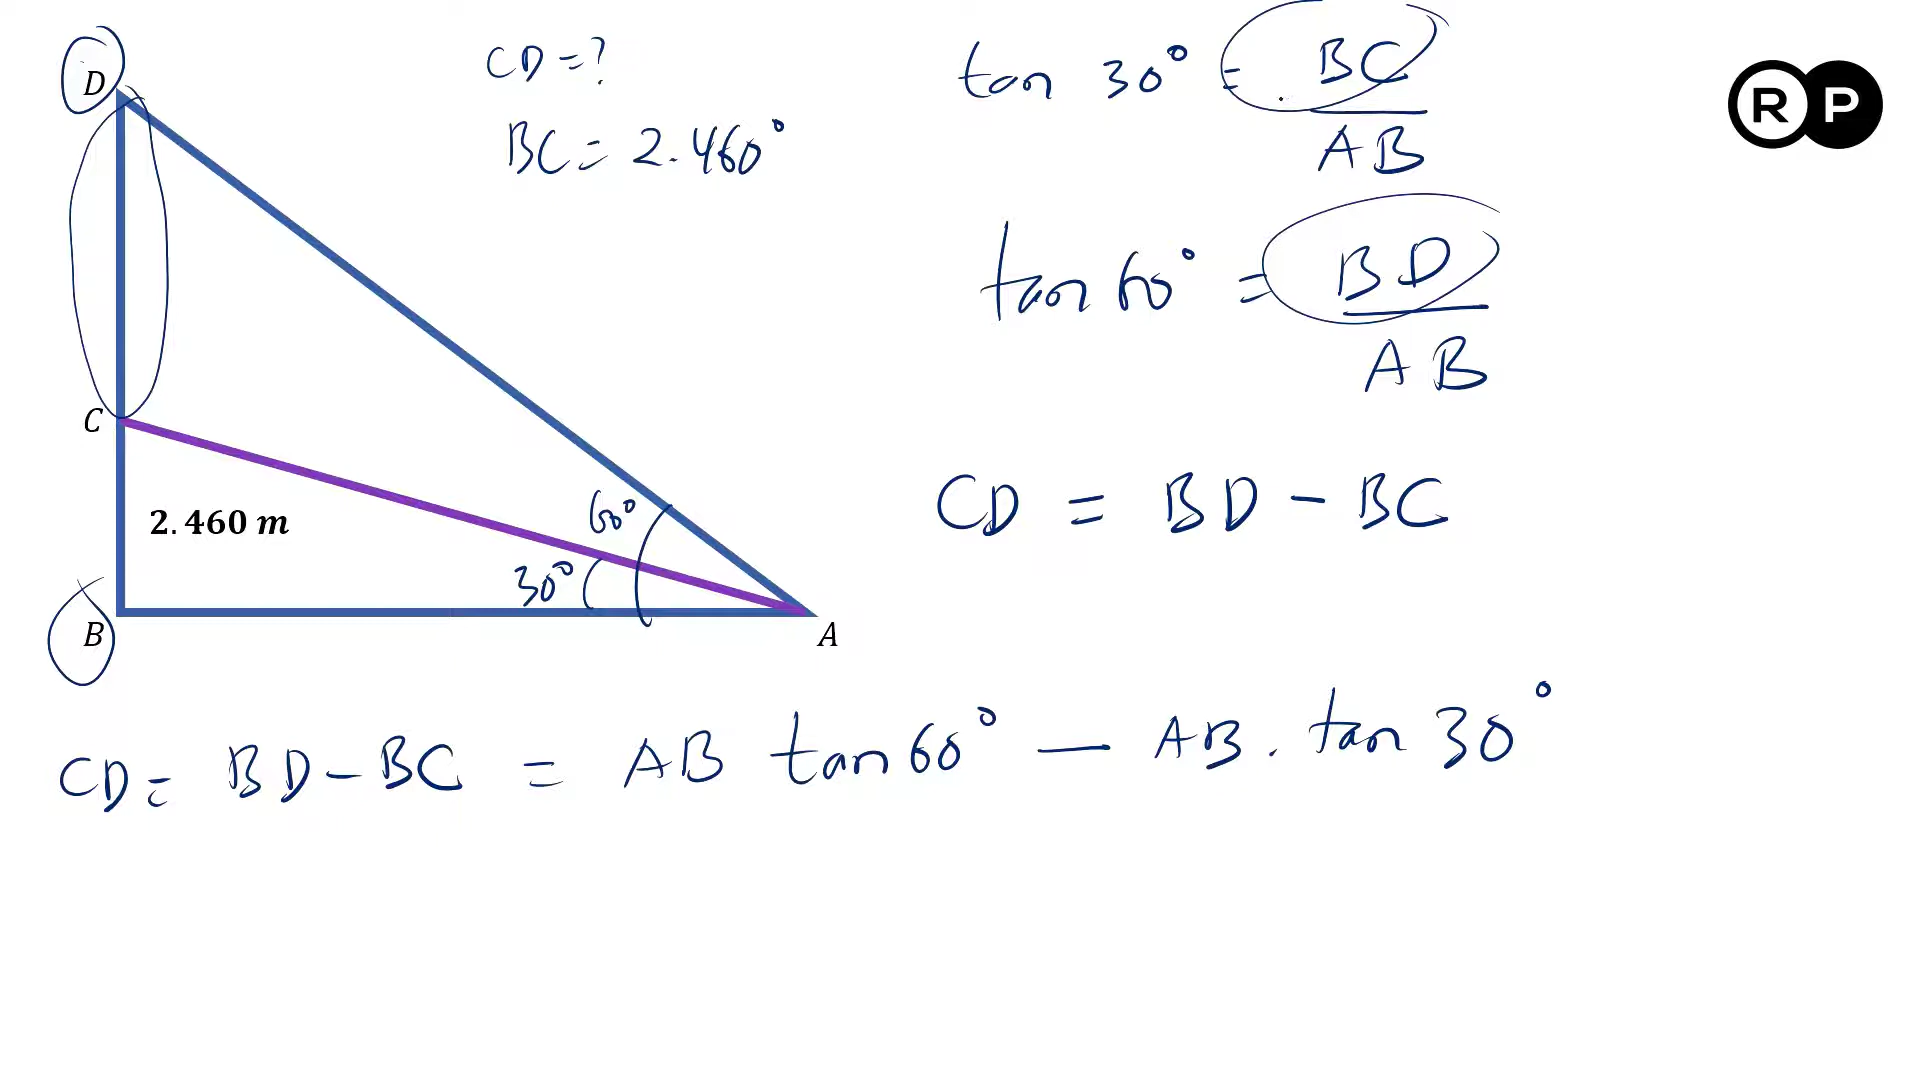 D
CD = ?
BC = 2.460°
tan 30° = BC
AB
R P
tan 60° = BD
AB
C
60°
30°
2.460 m
CD = BD - BC
B
A
CD = BD - BC = AB tan 60° - AB . tan 30°